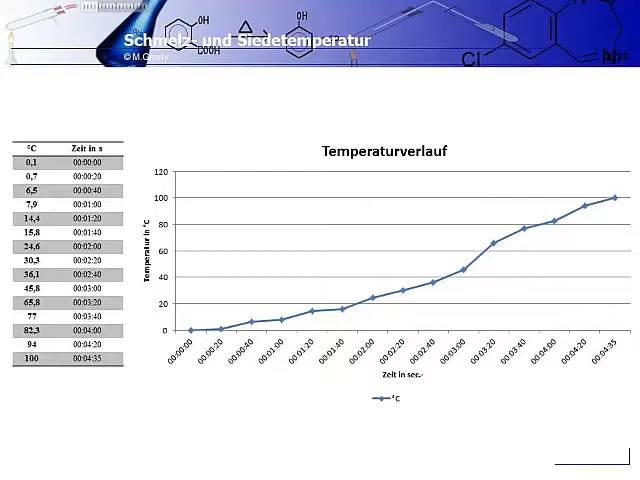 OH
COOH
OH
Cl
N
Schmelz- und Siedetemperatur
© M.Grosty
°C Zeit in s
0,1 00:00:00
0,7 00:00:20
6,5 00:00:40
7,9 00:01:00
14,4 00:01:20
15,8 00:01:40
24,6 00:02:00
30,3 00:02:20
36,1 00:02:40
45,8 00:03:00
65,8 00:03:20
77 00:03:40
82,3 00:04:00
94 00:04:20
100 00:04:35
Temperaturverlauf
Temperatur in °C
120
100
80
60
40
20
0
00:00:00 00:00:20 00:00:40 00:01:00 00:01:20 00:01:40 00:02:00 00:02:20 00:02:40 00:03:00 00:03:20 00:03:40 00:04:00 00:04:20 00:04:35
Zeit in sec.-
°C